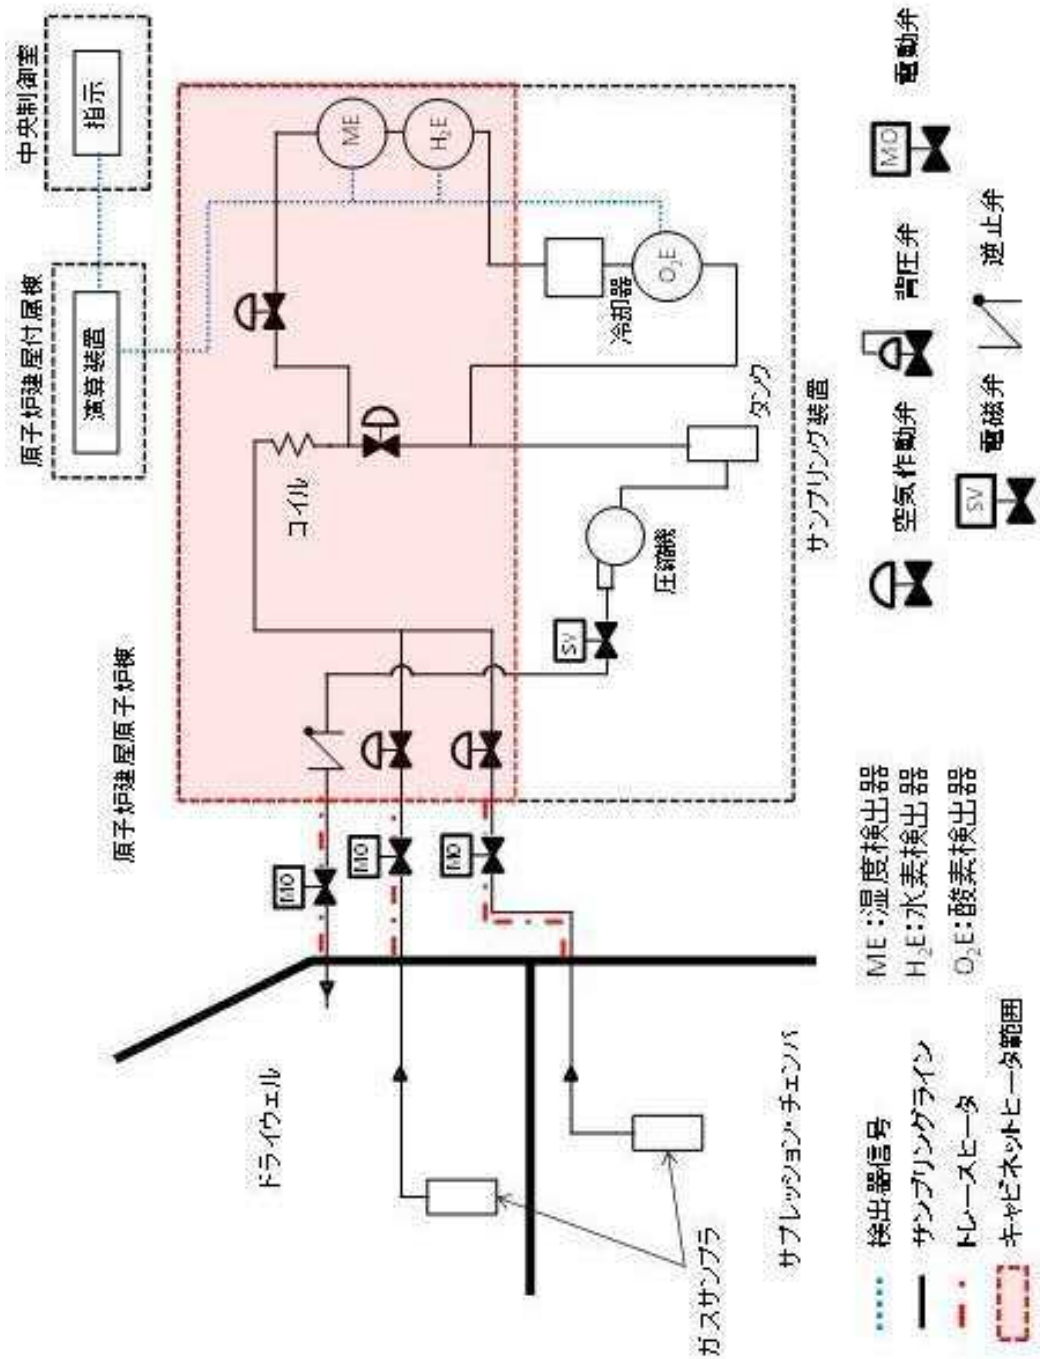 中央制御室
指示
原子炉建屋付属棟
演算装置
原子炉建屋原子炉棟
コイル
ME
H₂E
O₂E
冷却器
タンク
圧縮機
SV
サンプリング装置
MO
MO
MO
ドライウェル
サプレッション・チェンバ
ガスサンプラ
検出器信号
サンプリングライン
トレースヒータ
キャビネットヒータ範囲
ME:湿度検出器
H₂E:水素検出器
O₂E:酸素検出器
空気作動弁
背圧弁
MO
電動弁
SV
電磁弁
逆止弁